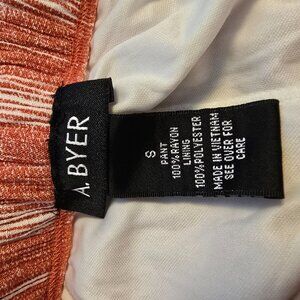 A. BYER
S
PANT
100% RAYON
LINING
100% POLYESTER
MADE IN VIETNAM
SEE OVER FOR
CARE